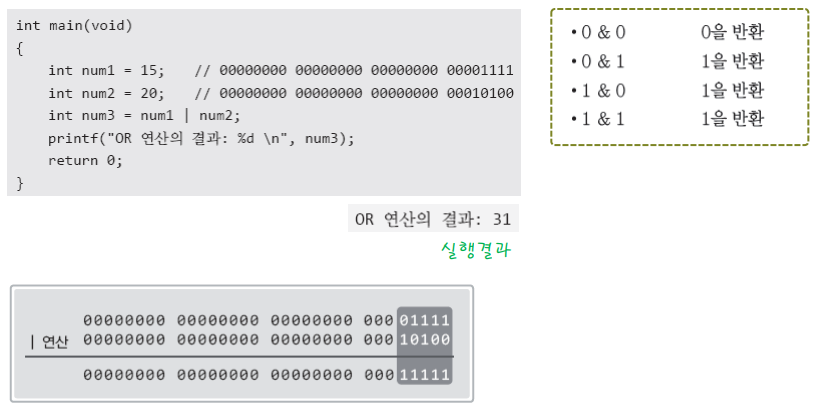 int main(void)
{
    int num1 = 15;    // 00000000 00000000 00000000 00001111
    int num2 = 20;    // 00000000 00000000 00000000 00010100
    int num3 = num1 | num2;
    printf("OR 연산의 결과: %d \n", num3);
    return 0;
}
• 0 & 0 0을 반환
• 0 & 1 1을 반환
• 1 & 0 1을 반환
• 1 & 1 1을 반환
OR 연산의 결과: 31
실행결과
00000000 00000000 00000000 00001111
| 연산 00000000 00000000 00000000 00010100
00000000 00000000 00000000 00011111